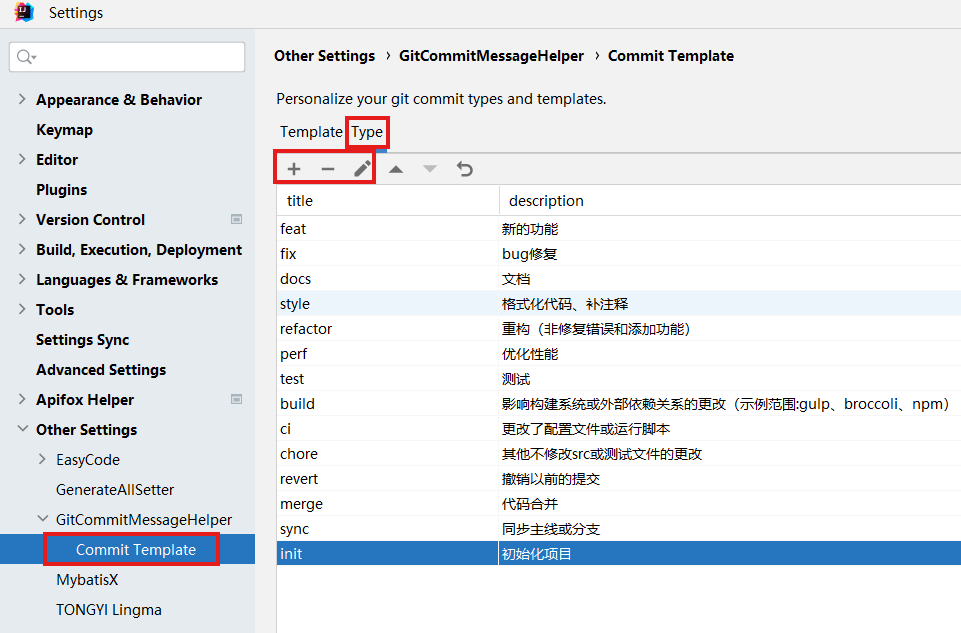 Settings
Appearance & Behavior
Keymap
Editor
Plugins
Version Control
Build, Execution, Deployment
Languages & Frameworks
Tools
Settings Sync
Advanced Settings
Apifox Helper
Other Settings
EasyCode
GenerateAllSetter
GitCommitMessageHelper
Commit Template
MybatisX
TONGYI Lingma
Other Settings › GitCommitMessageHelper › Commit Template
Personalize your git commit types and templates.
Template Type
title description
feat 新的功能
fix bug修复
docs 文档
style 格式化代码、补注释
refactor 重构（非修复错误和添加功能）
perf 优化性能
test 测试
build 影响构建系统或外部依赖关系的更改（示例范围:gulp、broccoli、npm）
ci 更改了配置文件或运行脚本
chore 其他不修改src或测试文件的更改
revert 撤销以前的提交
merge 代码合并
sync 同步主线或分支
init 初始化项目